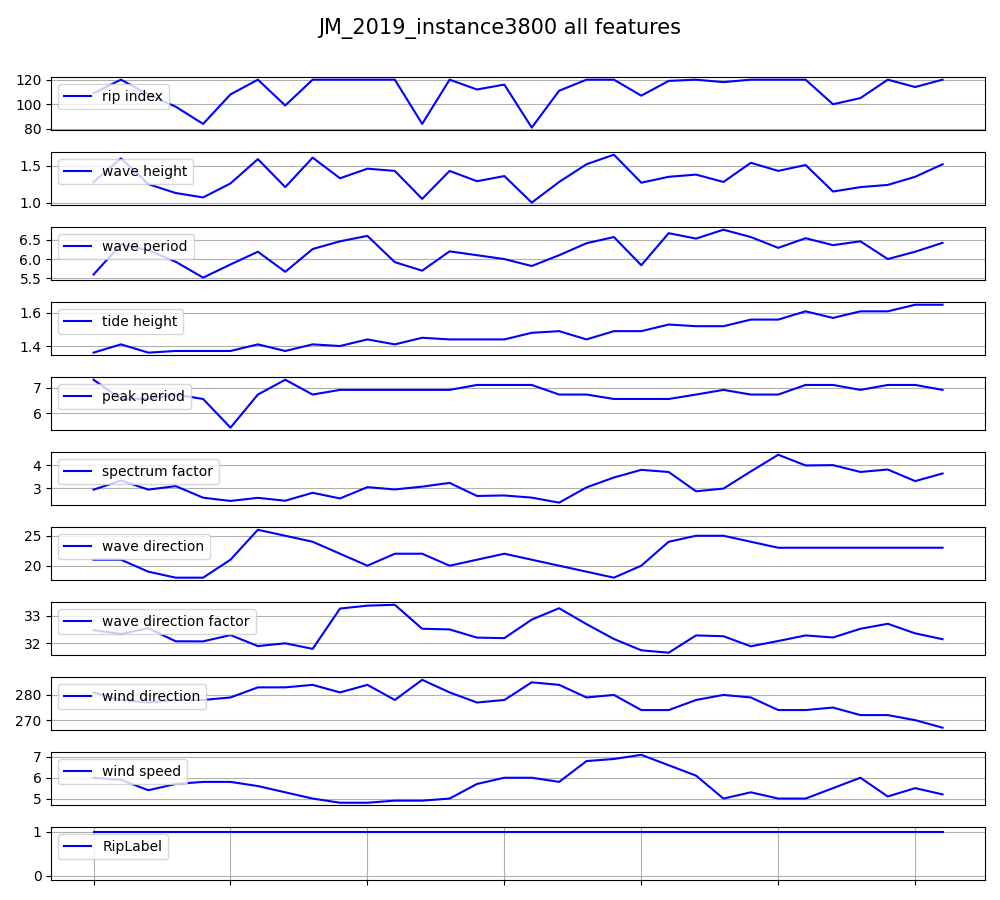 JM_2019_instance3800 all features
120
100
80
rip index
1.5
1.0
wave height
6.5
6.0
5.5
wave period
1.6
1.4
tide height
7
6
peak period
4
3
spectrum factor
25
20
wave direction
33
32
wave direction factor
280
270
wind direction
7
6
5
wind speed
1
0
RipLabel